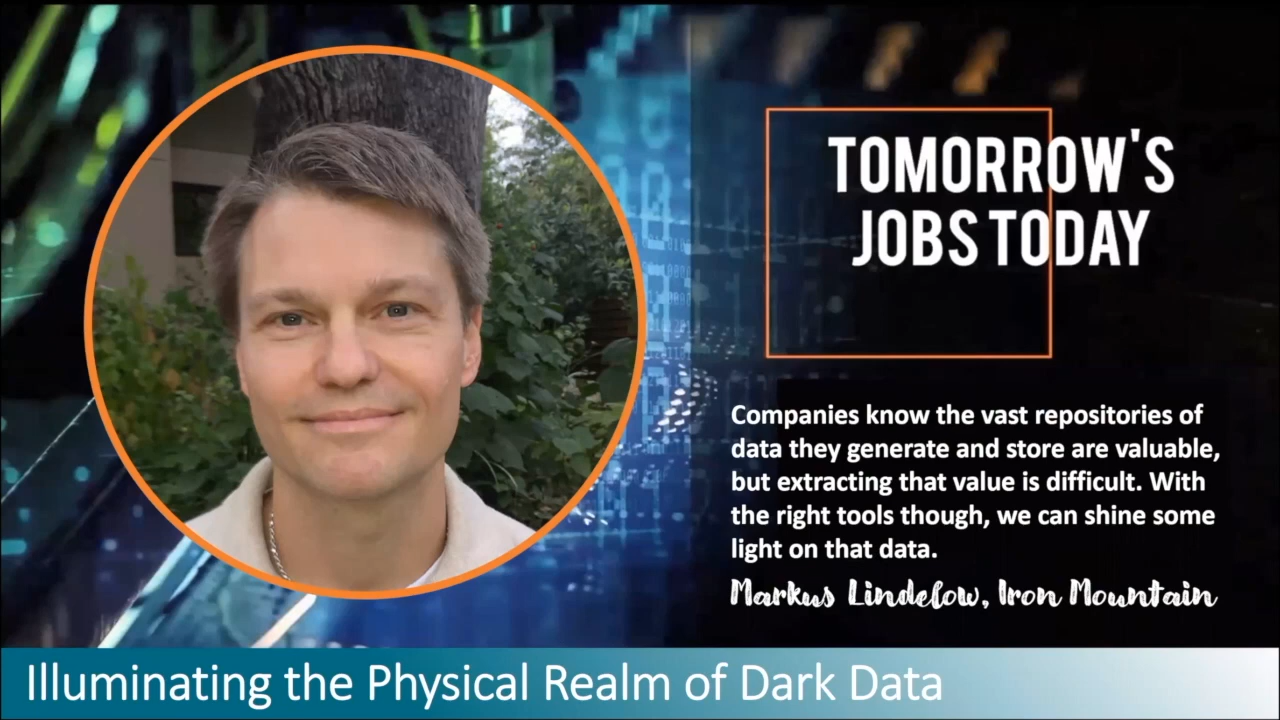 TOMORROW'S
JOBS TODAY
Companies know the vast repositories of
data they generate and store are valuable,
but extracting that value is difficult. With
the right tools though, we can shine some
light on that data.
Markus Lindelow, Iron Mountain
Illuminating the Physical Realm of Dark Data